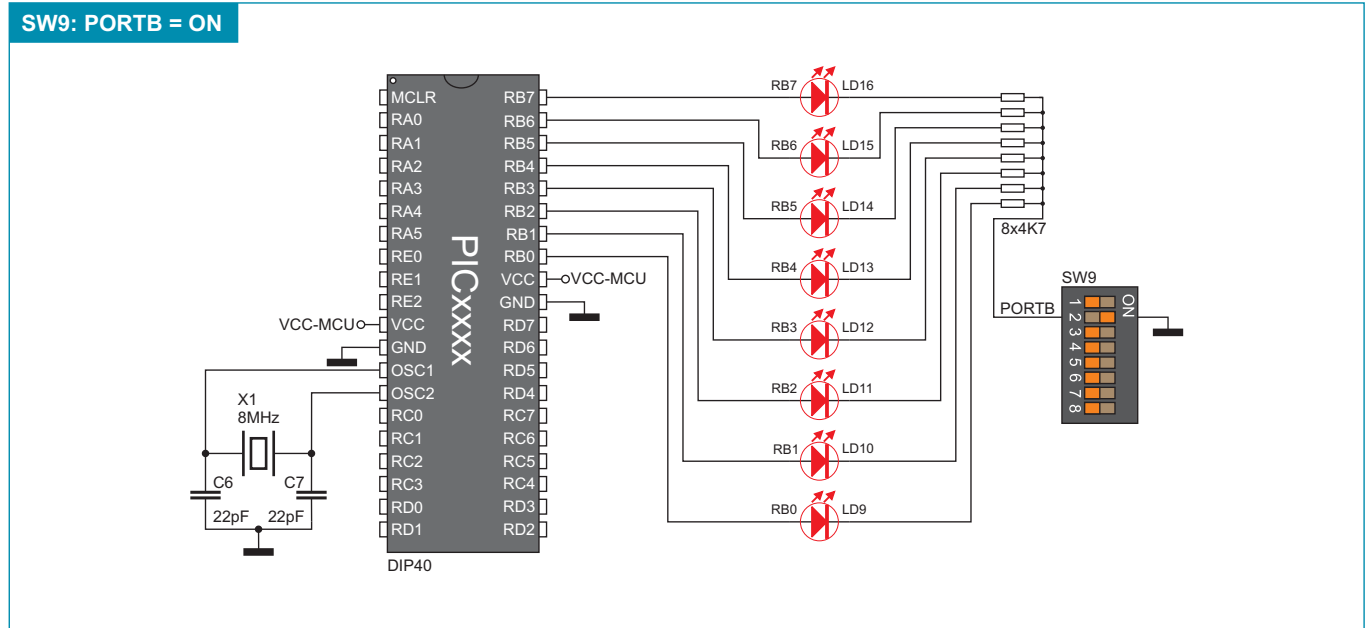 SW9: PORTB = ON
MCLR
RA0
RA1
RA2
RA3
RA4
RA5
RE0
RE1
RE2
VCC
GND
OSC1
OSC2
RC0
RC1
RC2
RC3
RD0
RD1
PICxxxx
RB7
RB6
RB5
RB4
RB3
RB2
RB1
RB0
VCC
GND
RD7
RD6
RD5
RD4
RC7
RC6
RC5
RC4
RD3
RD2
DIP40
VCC-MCU
VCC-MCU
X1
8MHz
C6 C7
22pF 22pF
RB7 LD16
RB6 LD15
RB5 LD14
RB4 LD13
RB3 LD12
RB2 LD11
RB1 LD10
RB0 LD9
8x4K7
SW9
PORTB
ON
1
2
3
4
5
6
7
8